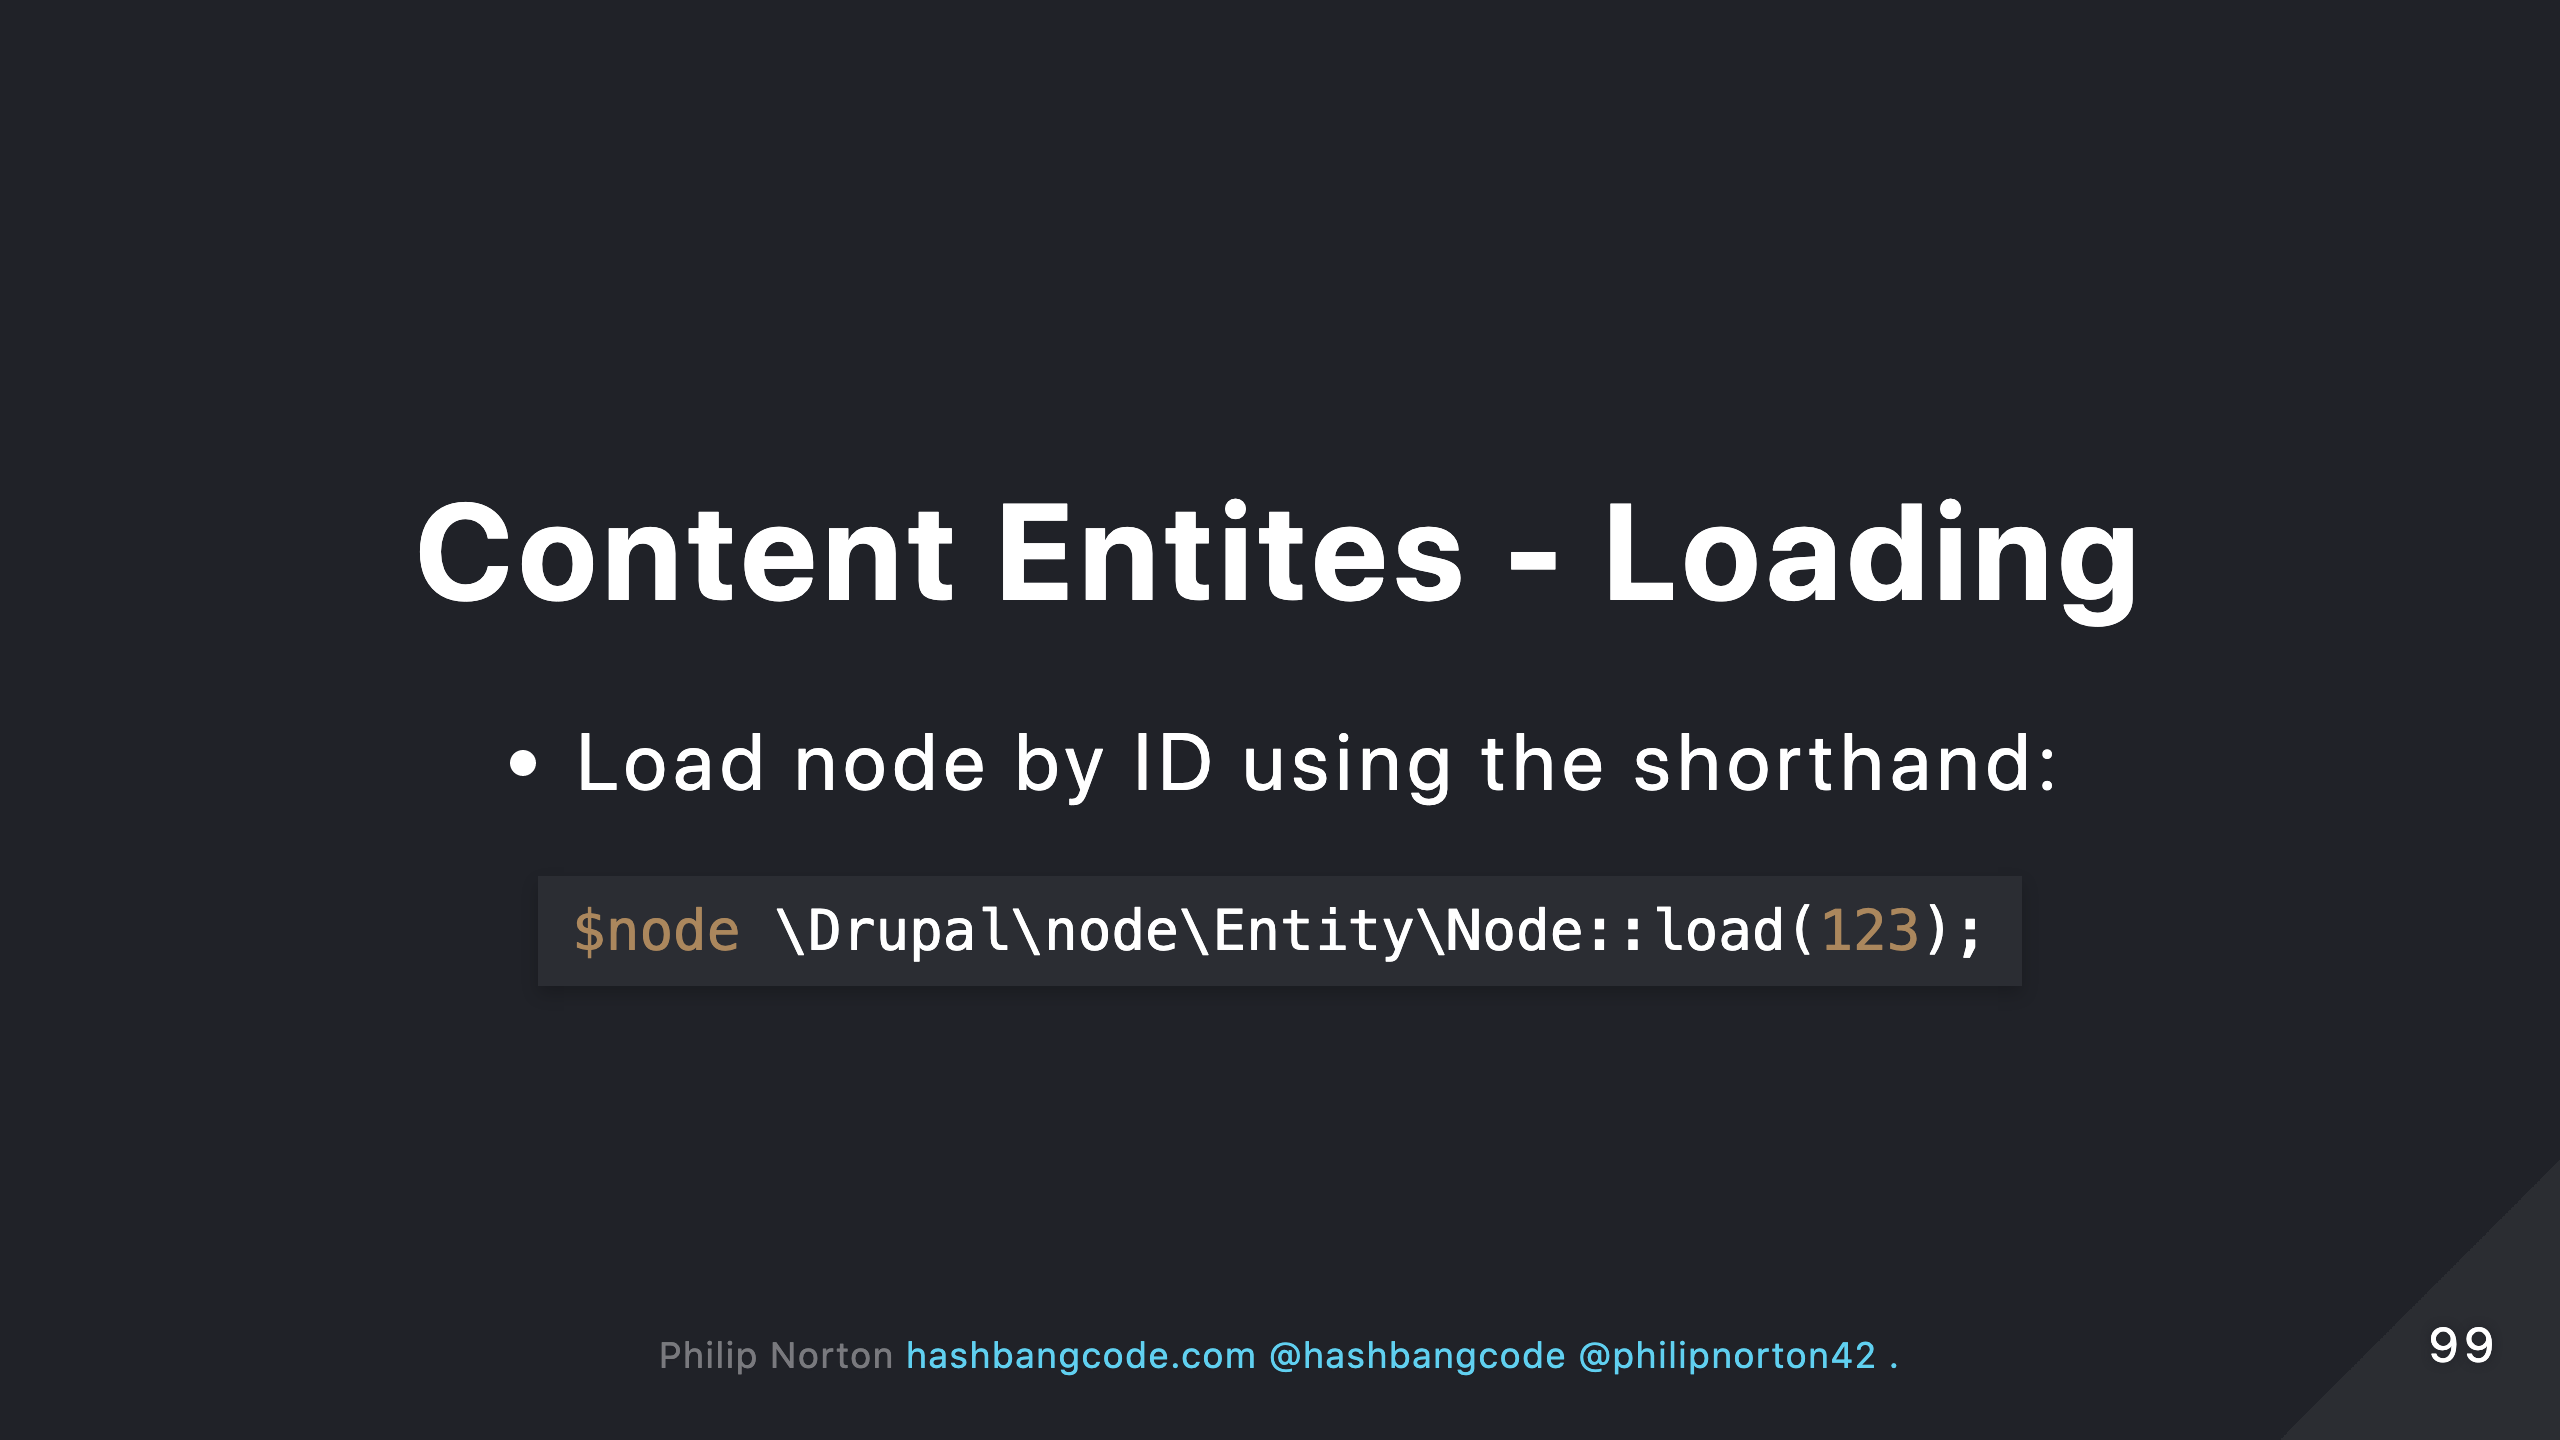 Content Entites - Loading
• Load node by ID using the shorthand:
$node \Drupal\node\Entity\Node::load(123);
Philip Norton hashbangcode.com @hashbangcode @philipnorton42 .
99